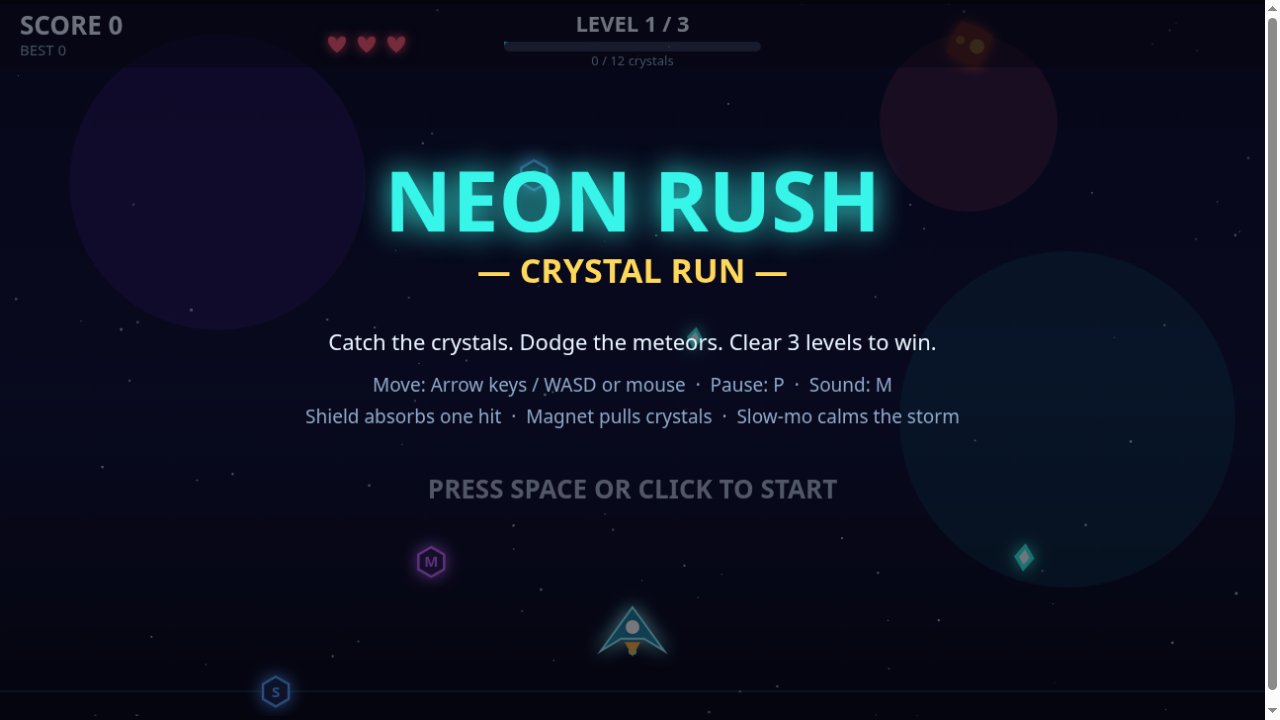 SCORE 0
BEST 0
LEVEL 1 / 3
0 / 12 crystals
NEON RUSH
— CRYSTAL RUN —
Catch the crystals. Dodge the meteors. Clear 3 levels to win.
Move: Arrow keys / WASD or mouse · Pause: P · Sound: M
Shield absorbs one hit · Magnet pulls crystals · Slow-mo calms the storm
PRESS SPACE OR CLICK TO START
M
S